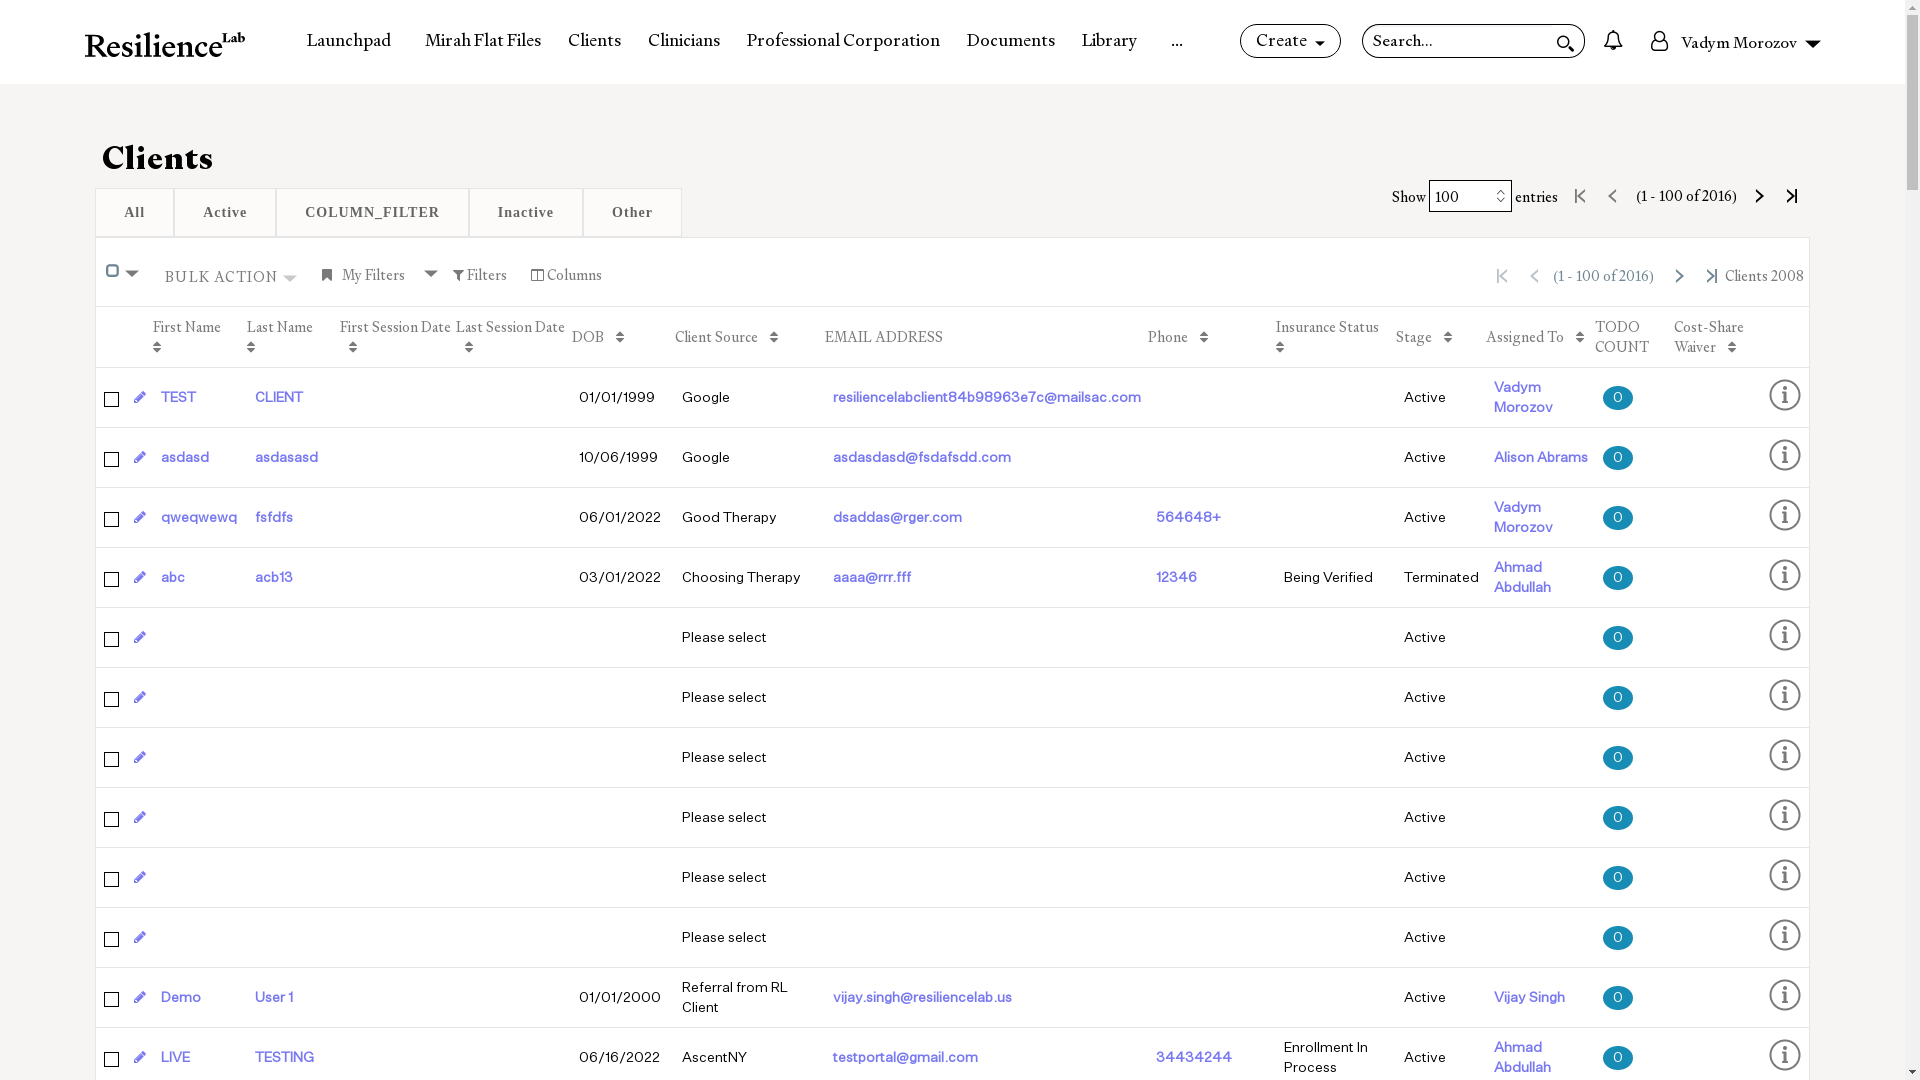 ResilienceLab Launchpad Mirah Flat Files Clients Clinicians Professional Corporation Documents Library ... Create Search... Vadym Morozov
Clients
All Active COLUMN_FILTER Inactive Other
Show 100 entries (1 - 100 of 2016)
BULK ACTION My Filters Filters Columns (1 - 100 of 2016) Clients 2008
First Name Last Name First Session Date Last Session Date DOB Client Source EMAIL ADDRESS Phone Insurance Status Stage Assigned To TODO COUNT Cost-Share Waiver
TEST CLIENT 01/01/1999 Google resiliencelabclient84b98963e7c@mailsac.com Active Vadym Morozov 0
asdasd asdasasd 10/06/1999 Google asdasdasd@fsdafsdd.com Active Alison Abrams 0
qweqwewq fsfdfs 06/01/2022 Good Therapy dsaddas@rger.com 564648+ Active Vadym Morozov 0
abc acb13 03/01/2022 Choosing Therapy aaaa@rrr.fff 12346 Being Verified Terminated Ahmad Abdullah 0
Please select Active 0
Please select Active 0
Please select Active 0
Please select Active 0
Please select Active 0
Please select Active 0
Demo User 1 01/01/2000 Referral from RL Client vijay.singh@resiliencelab.us Active Vijay Singh 0
LIVE TESTING 06/16/2022 AscentNY testportal@gmail.com 34434244 Enrollment In Process Active Ahmad Abdullah 0